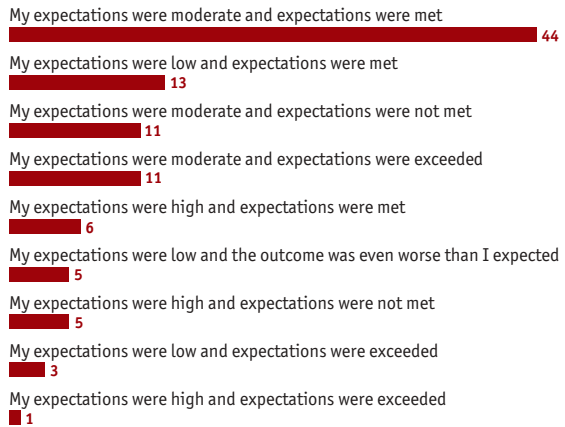 My expectations were moderate and expectations were met
44
My expectations were low and expectations were met
13
My expectations were moderate and expectations were not met
11
My expectations were moderate and expectations were exceeded
11
My expectations were high and expectations were met
6
My expectations were low and the outcome was even worse than I expected
5
My expectations were high and expectations were not met
5
My expectations were low and expectations were exceeded
3
My expectations were high and expectations were exceeded
1